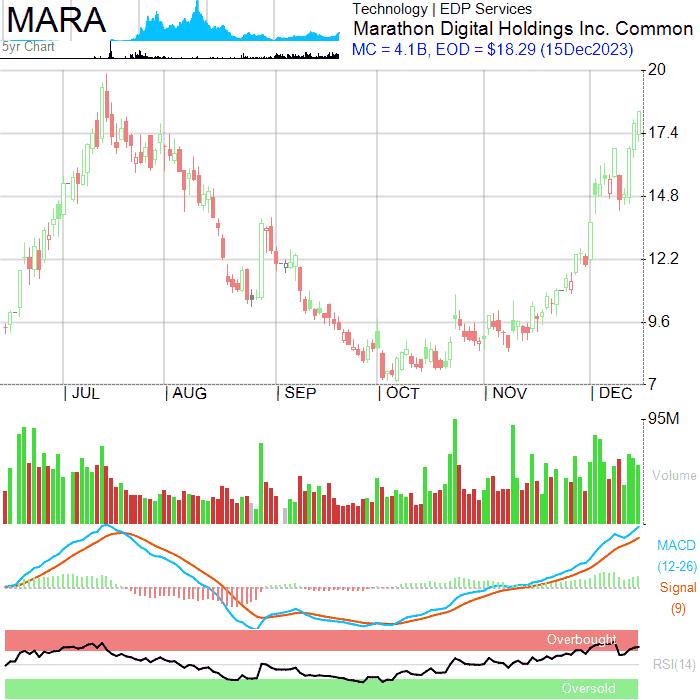 MARA
5yr Chart
Technology | EDP Services
Marathon Digital Holdings Inc. Common
MC = 4.1B, EOD = $18.29 (15Dec2023)
20
17.4
14.8
12.2
9.6
7
| JUL | AUG | SEP | OCT | NOV | DEC
95M
Volume
MACD
(12-26)
Signal
(9)
Overbought
RSI(14)
Oversold